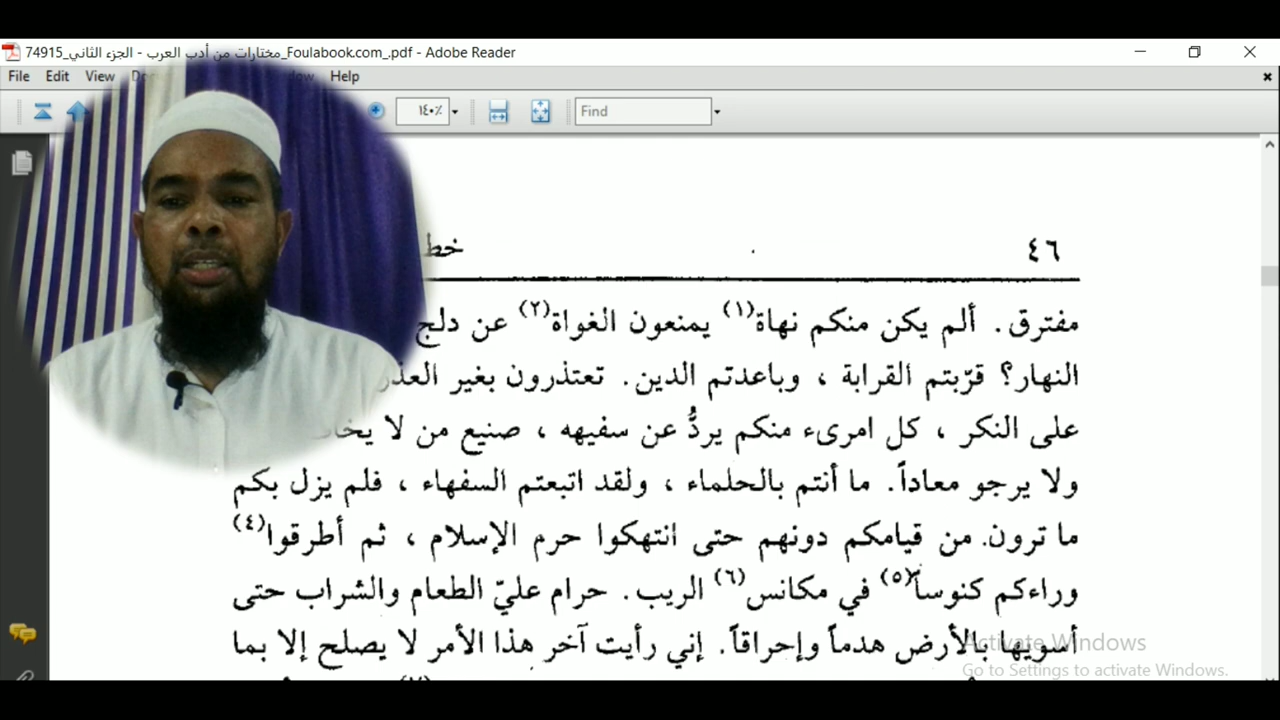 مختارات من أدب العرب - الجزء الثاني_74915_Foulabook.com_.pdf - Adobe Reader
File Edit View Help
١٤٠٪ Find
٤٦
مفترق . ألم يكن منكم نهاة(١) يمنعون الغواة(٢) عن دلج
النهار؟ قرّبتم القرابة ، وباعدتم الدين . تعتذرون بغير
على النكر ، كل امرىء منكم يردُّ عن سفيهه ، صنيع من لا
ولا يرجو معاداً . ما أنتم بالحلماء ، ولقد اتبعتم السفهاء ، فلم يزل بكم
ما ترون من قيامكم دونهم حتى انتهكوا حرم الإسلام ، ثم أطرقوا(٤)
وراءكم كنوساً(٥) في مكانس(٦) الريب . حرام عليّ الطعام والشراب حتى
أسويها بالأرض هدماً وإحراقاً . إني رأيت آخر هذا الأمر لا يصلح إلا بما
Activate Windows
Go to Settings to activate Windows.